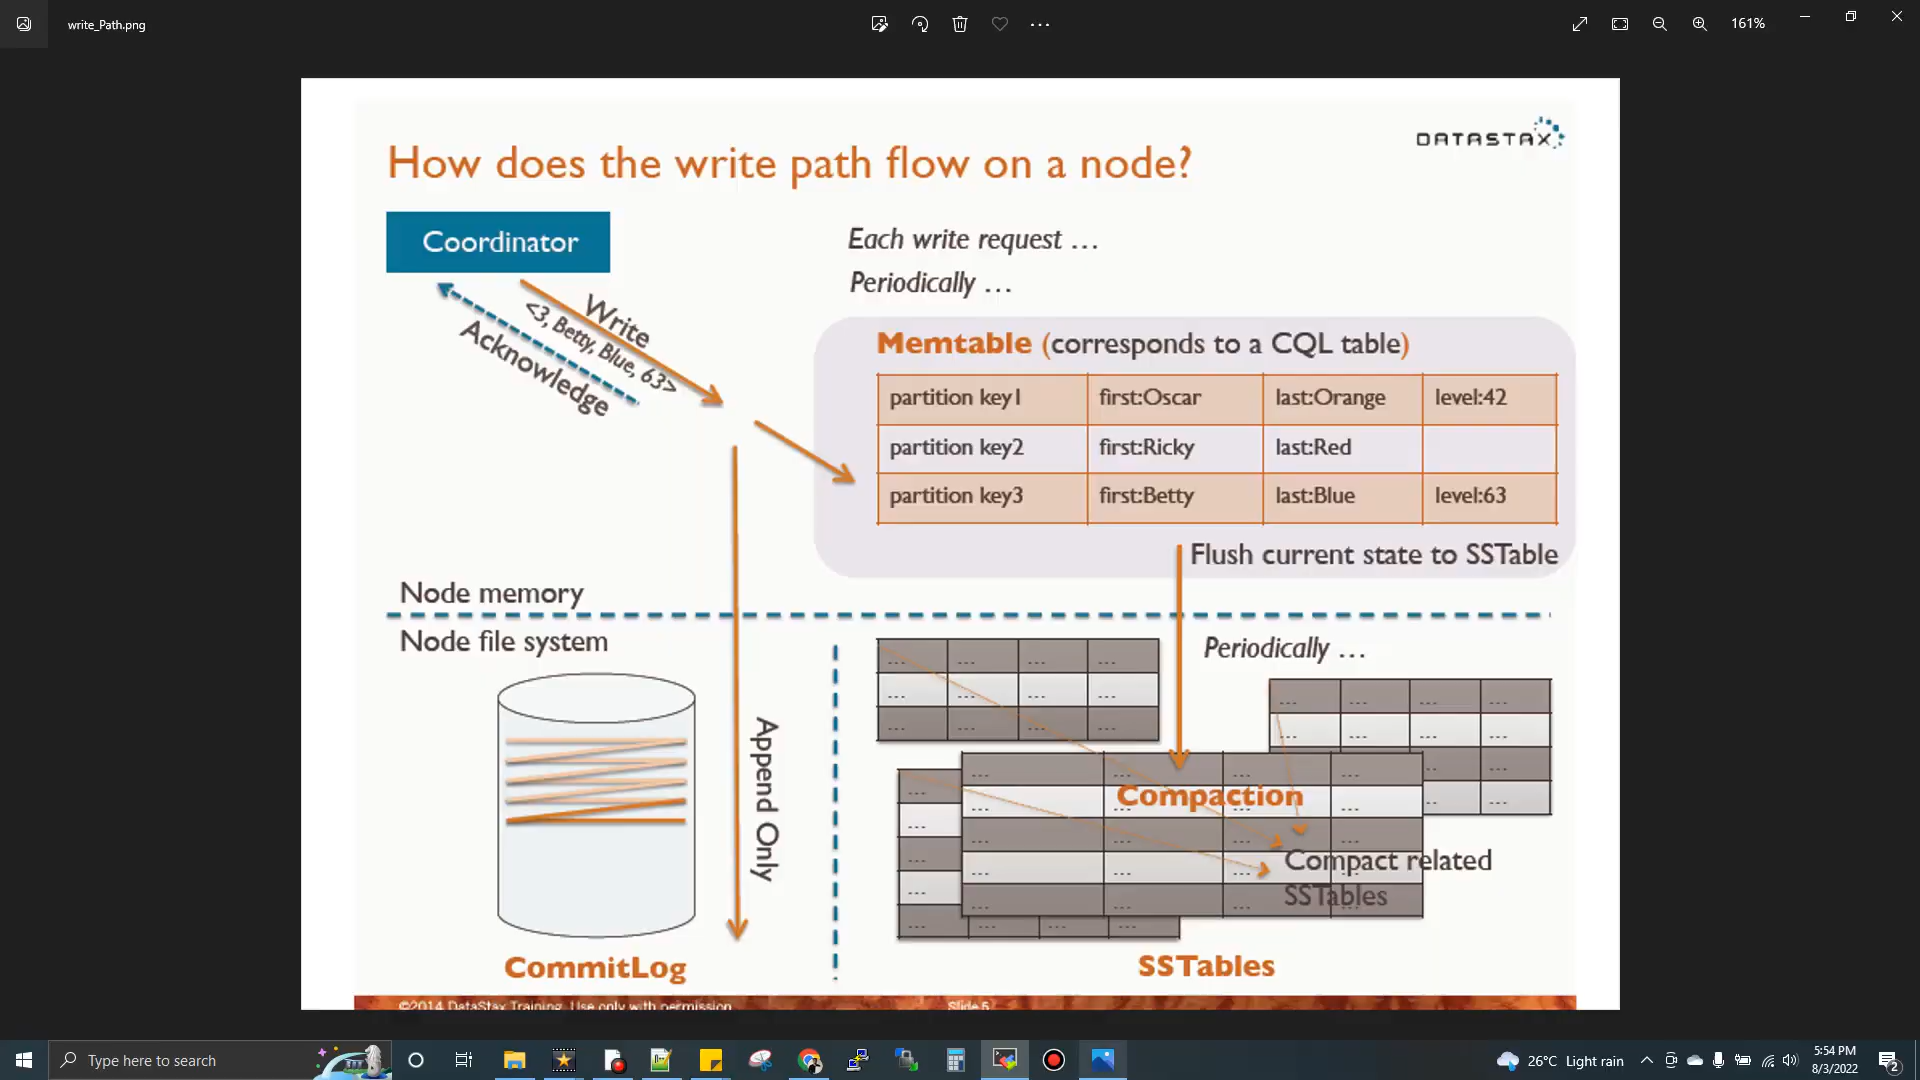 write_Path.png
161%
DATASTAX
How does the write path flow on a node?
Coordinator
Each write request …
Periodically …
Write
<3, Betty, Blue, 63>
Acknowledge
Memtable (corresponds to a CQL table)
partition key1 first:Oscar last:Orange level:42
partition key2 first:Ricky last:Red
partition key3 first:Betty last:Blue level:63
Flush current state to SSTable
Node memory
Node file system
Periodically …
Append Only
... ... ... ...
... ... ... ...
... ... ... ...
... ... ... ...
... ... ... ...
... ...
... ...
... ... ... ... ...
Compaction
... ... ... ... ...
... ... ... ... ...
... ... ... ... ...
Compact related
SSTables
... ... ... ...
... ... ... ...
CommitLog
SSTables
©2014 DataStax Training. Use only with permission
Slide 5
Type here to search
26°C Light rain
5:54 PM
8/3/2022
2